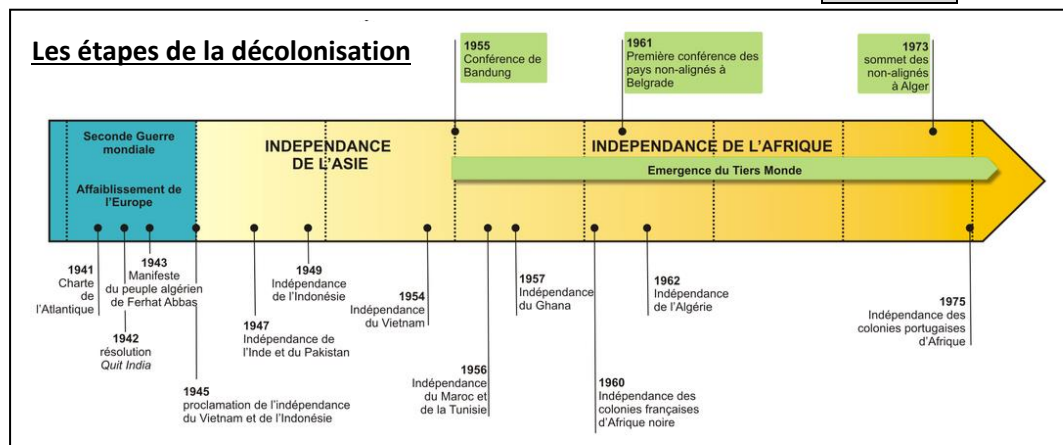 Les étapes de la décolonisation
1955
Conférence de
Bandung
1961
Première conférence des
pays non-alignés à
Belgrade
1973
sommet des
non-alignés
à Alger
Seconde Guerre
mondiale
Affaiblissement de
l'Europe
INDEPENDANCE
DE L'ASIE
INDEPENDANCE DE L'AFRIQUE
Emergence du Tiers Monde
1941
Charte
de
l'Atlantique
1942
résolution
Quit India
1943
Manifeste
du peuple algérien
de Ferhat Abbas
1945
proclamation de l'indépendance
du Vietnam et de l'Indonésie
1947
Indépendance de
l'Inde et du Pakistan
1949
Indépendance
de l'Indonésie
1954
Indépendance
du Vietnam
1956
Indépendance
du Maroc et
de la Tunisie
1957
Indépendance
du Ghana
1960
Indépendance des
colonies françaises
d'Afrique noire
1962
Indépendance
de l'Algérie
1975
Indépendance des
colonies portugaises
d'Afrique